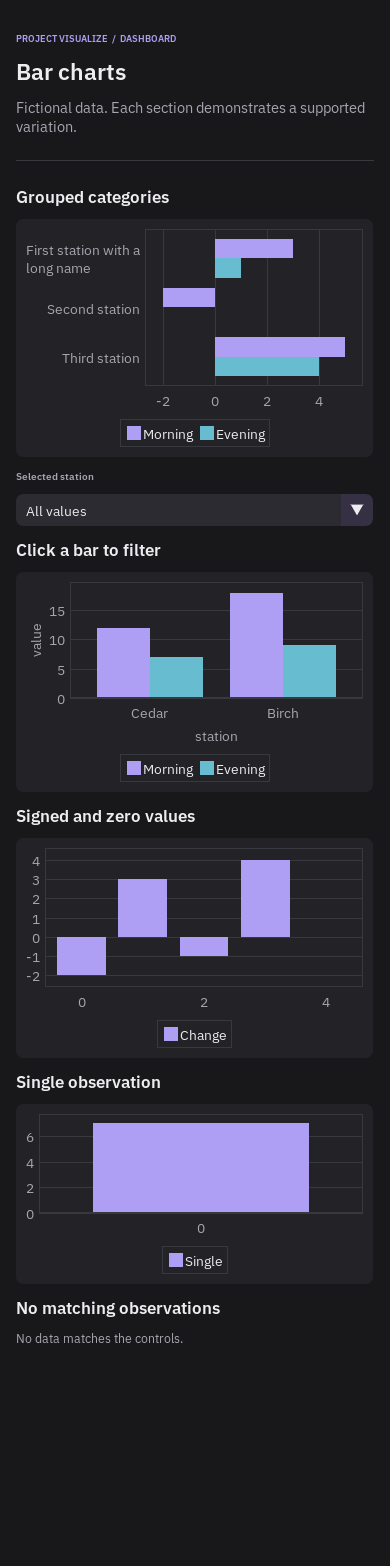 PROJECT VISUALIZE / DASHBOARD
Bar charts
Fictional data. Each section demonstrates a supported
variation.
Grouped categories
First station with a
long name
Second station
Third station
-2 0 2 4
Morning Evening
Selected station
All values
Click a bar to filter
value
15
10
5
0
Cedar Birch
station
Morning Evening
Signed and zero values
4
3
2
1
0
-1
-2
0 2 4
Change
Single observation
6
4
2
0
0
Single
No matching observations
No data matches the controls.